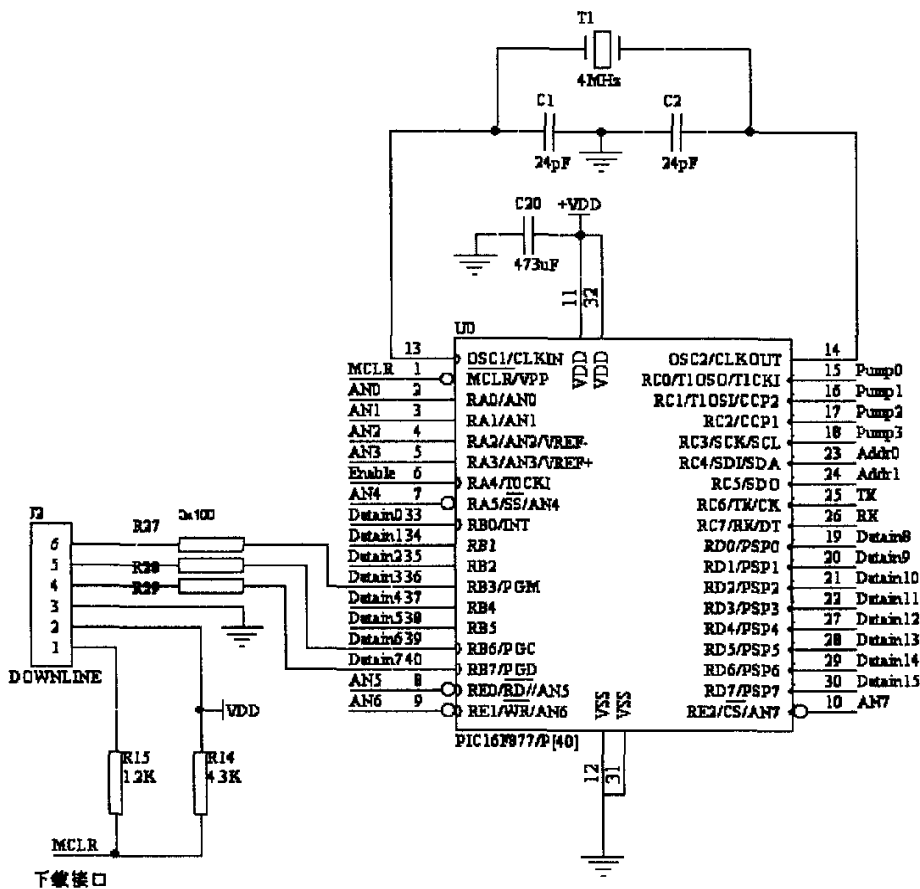 T1
4MHz
C1
C2
24pF
24pF
C20
+VDD
473uF
11
32
U0
13
OSC1/CLKIN
VDD
VDD
OSC2/CLKOUT
14
MCLR 1
MCLR/VPP
RC0/T1OSO/T1CKI
15 Pump0
AN0 2
RA0/AN0
RC1/T1OSI/CCP2
16 Pump1
AN1 3
RA1/AN1
RC2/CCP1
17 Pump2
AN2 4
RA2/AN2/VREF-
RC3/SCK/SCL
18 Pump3
AN3 5
RA3/AN3/VREF+
RC4/SDI/SDA
23 Addr0
Enable 6
RA4/T0CKI
RC5/SDO
24 Addr1
AN4 7
RA5/SS/AN4
RC6/TX/CK
25 TX
Datain0 33
RB0/INT
RC7/RX/DT
26 RX
Datain1 34
RB1
RD0/PSP0
19 Datain8
Datain2 35
RB2
RD1/PSP1
20 Datain9
Datain3 36
RB3/PGM
RD2/PSP2
21 Datain10
Datain4 37
RB4
RD3/PSP3
22 Datain11
Datain5 38
RB5
RD4/PSP4
27 Datain12
Datain6 39
RB6/PGC
RD5/PSP5
28 Datain13
Datain7 40
RB7/PGD
RD6/PSP6
29 Datain14
AN5 8
RE0/RD//AN5
RD7/PSP7
30 Datain15
AN6 9
RE1/WR/AN6
VSS
VSS
RE2/CS/AN7
10 AN7
PIC16F877/P[40]
12
31
J2
R27
3x100
R28
R29
6
5
4
3
2
1
DOWNLINE
VDD
R15
1.2K
R14
4.3K
MCLR
下载接口